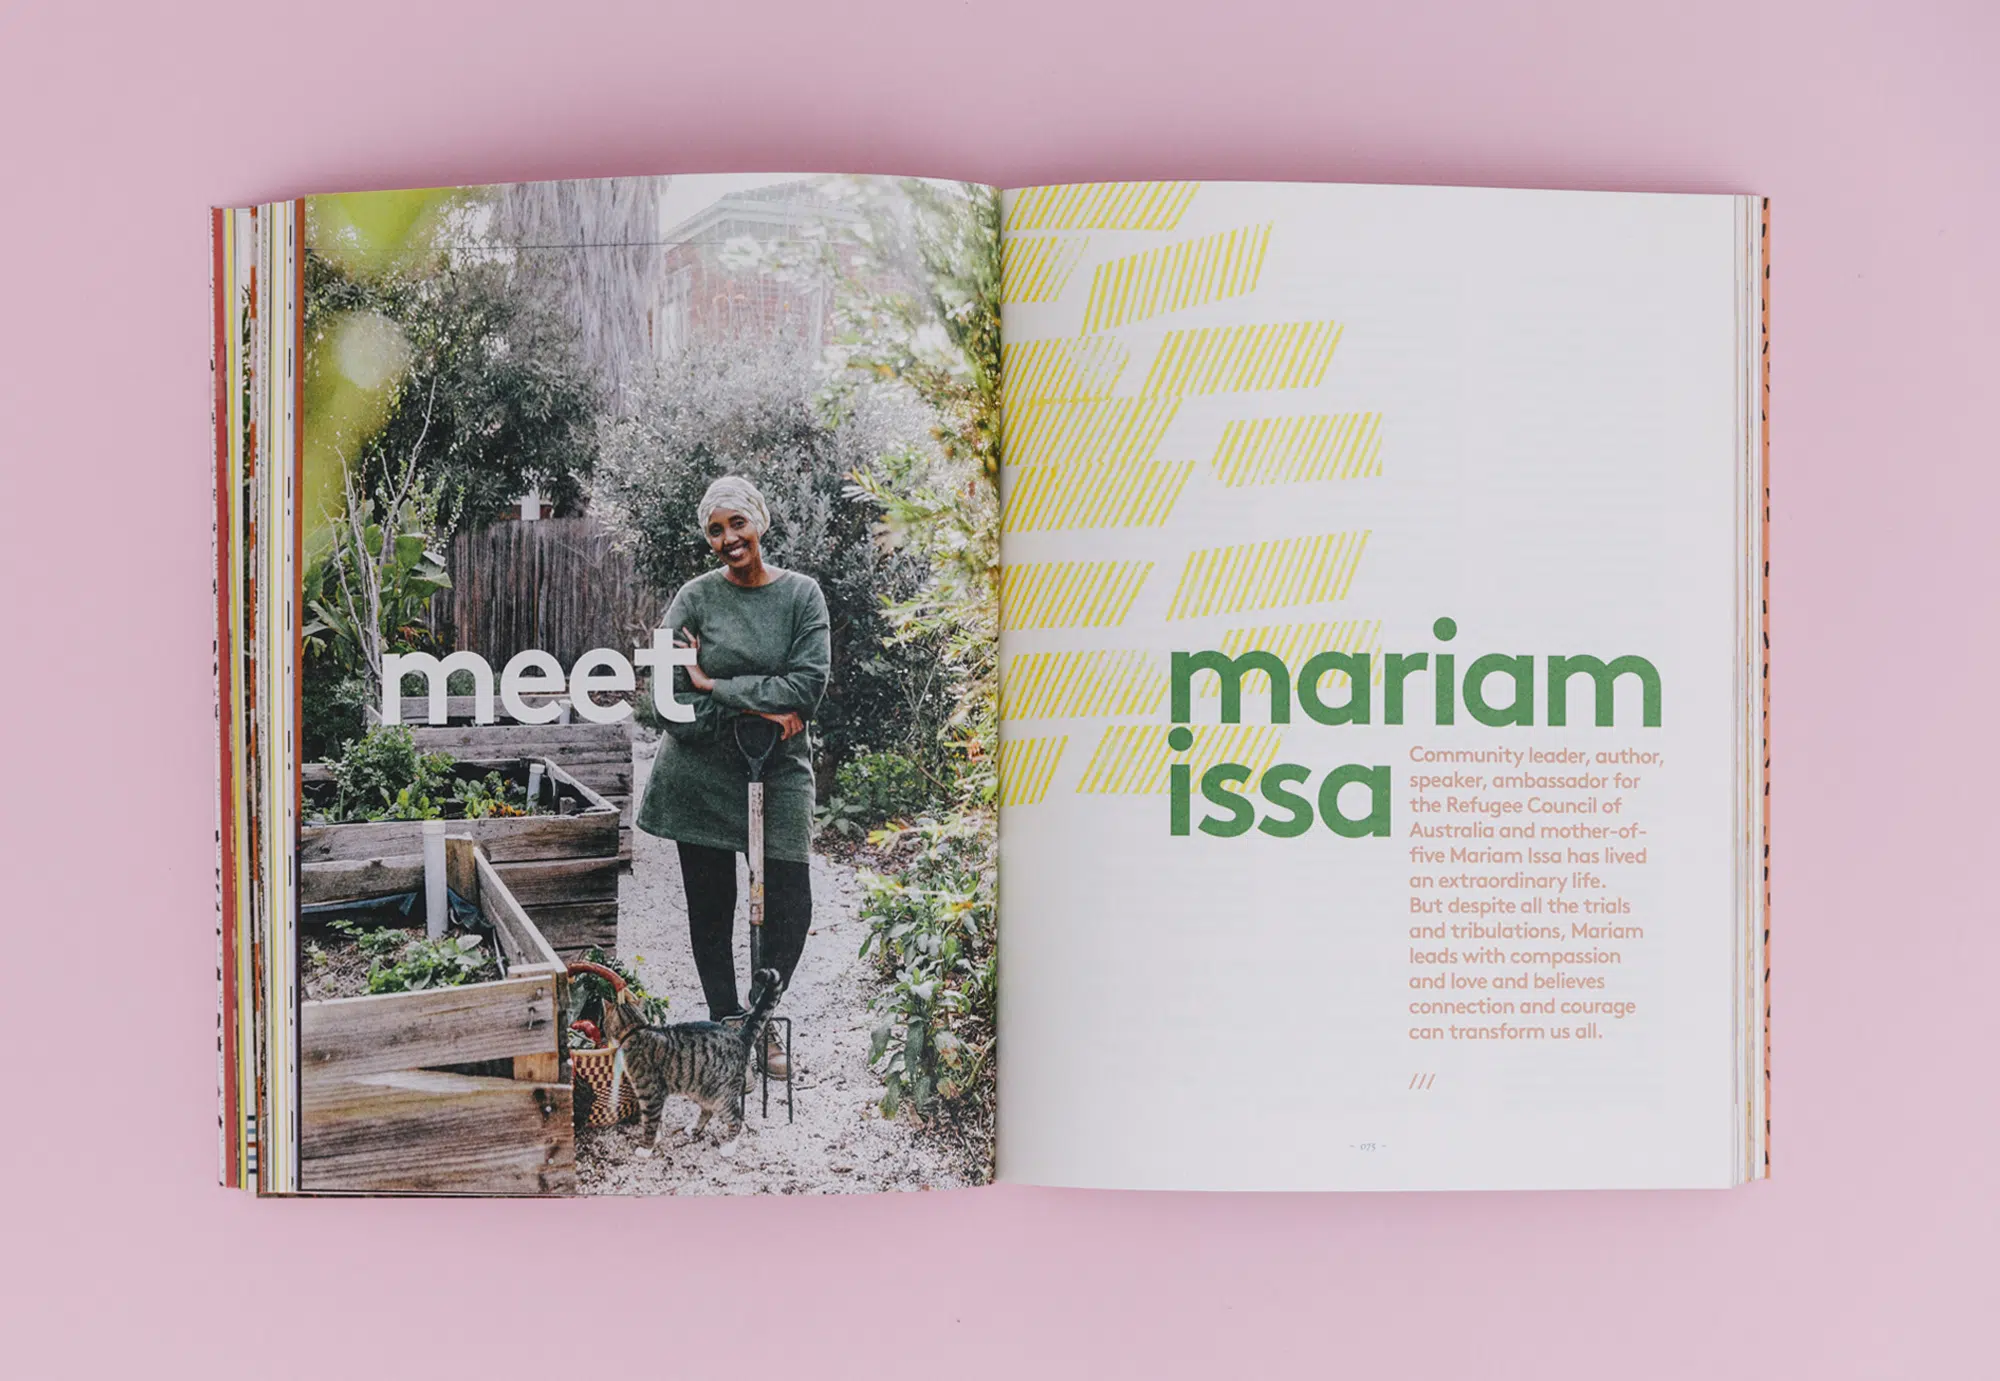 meet
mariam
issa
Community leader, author,
speaker, ambassador for
the Refugee Council of
Australia and mother-of-
five Mariam Issa has lived
an extraordinary life.
But despite all the trials
and tribulations, Mariam
leads with compassion
and love and believes
connection and courage
can transform us all.
///
~ 075 ~